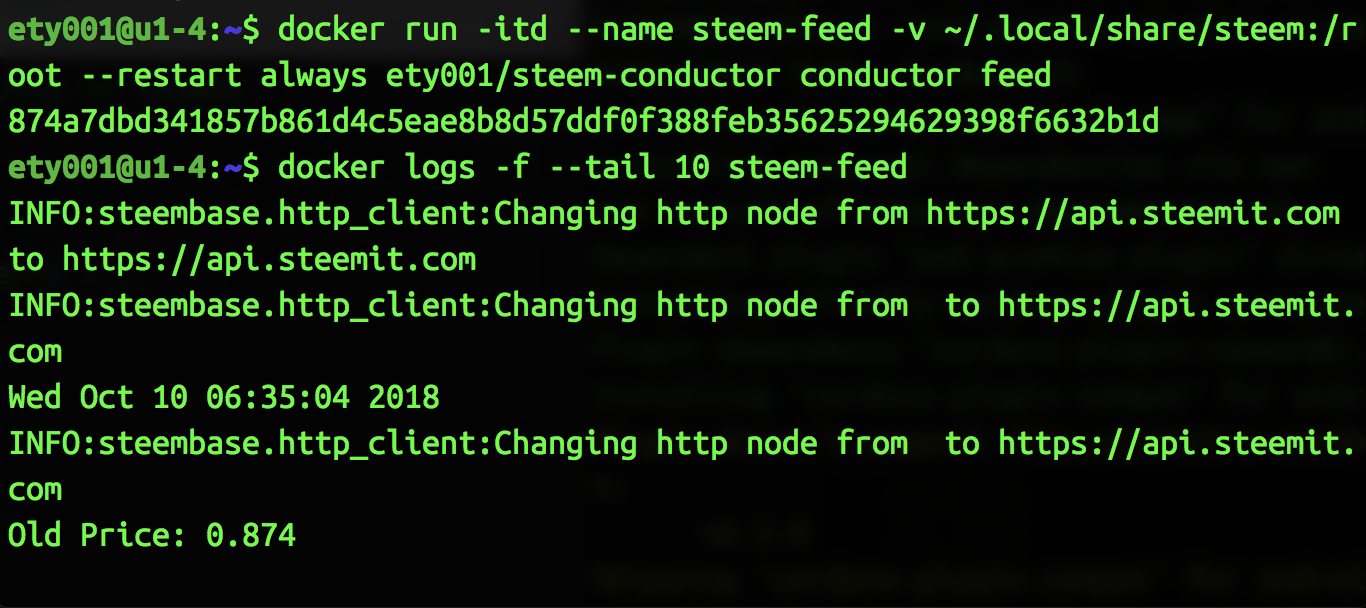 ety001@u1-4:~$ docker run -itd --name steem-feed -v ~/.local/share/steem:/r
oot --restart always ety001/steem-conductor conductor feed
874a7dbd341857b861d4c5eae8b8d57ddf0f388feb35625294629398f6632b1d
ety001@u1-4:~$ docker logs -f --tail 10 steem-feed
INFO:steembase.http_client:Changing http node from https://api.steemit.com
to https://api.steemit.com
INFO:steembase.http_client:Changing http node from  to https://api.steemit.
com
Wed Oct 10 06:35:04 2018
INFO:steembase.http_client:Changing http node from  to https://api.steemit.
com
Old Price: 0.874